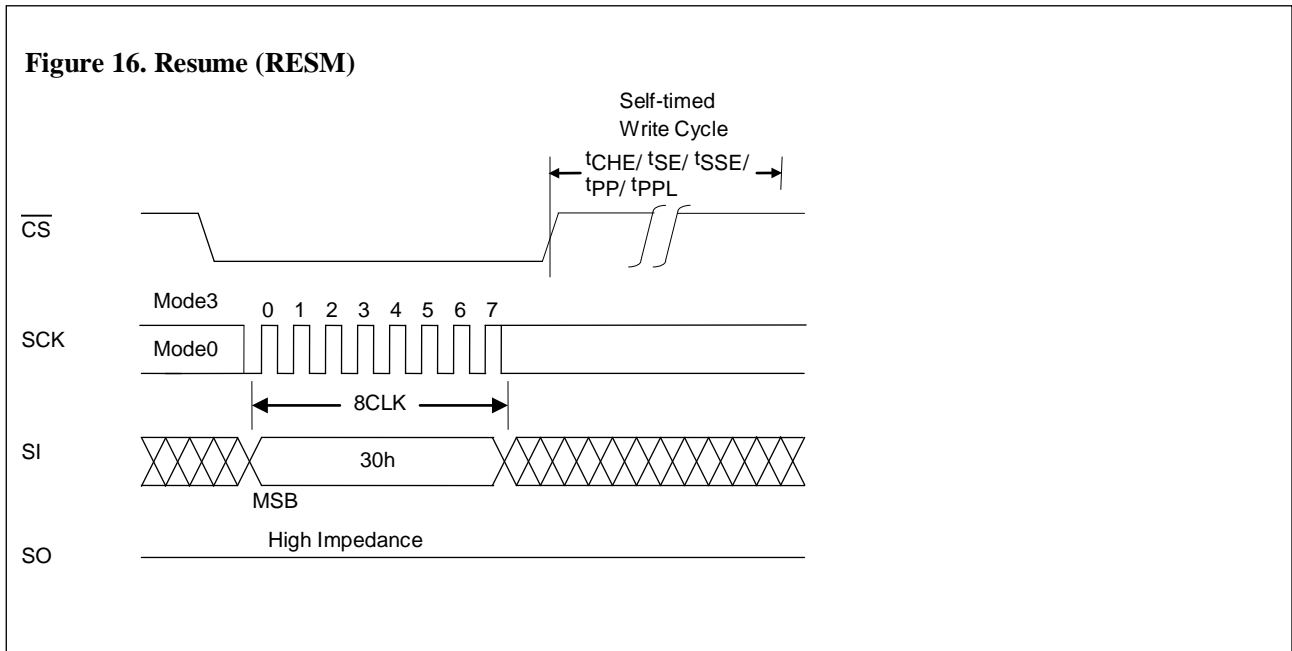 Figure 16. Resume (RESM)
Self-timed
Write Cycle
tCHE/ tSE/ tSSE/
tPP/ tPPL
CS
Mode3
0 1 2 3 4 5 6 7
SCK
Mode0
8CLK
SI
30h
MSB
High Impedance
SO